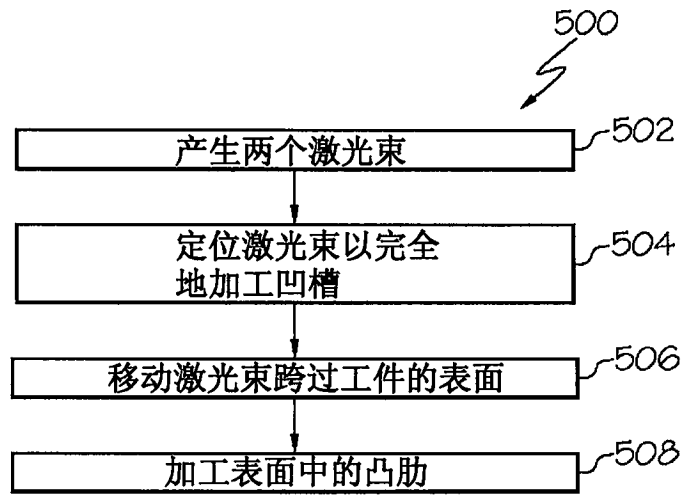 500
产生两个激光束
502
定位激光束以完全
地加工凹槽
504
移动激光束跨过工件的表面
506
加工表面中的凸肋
508